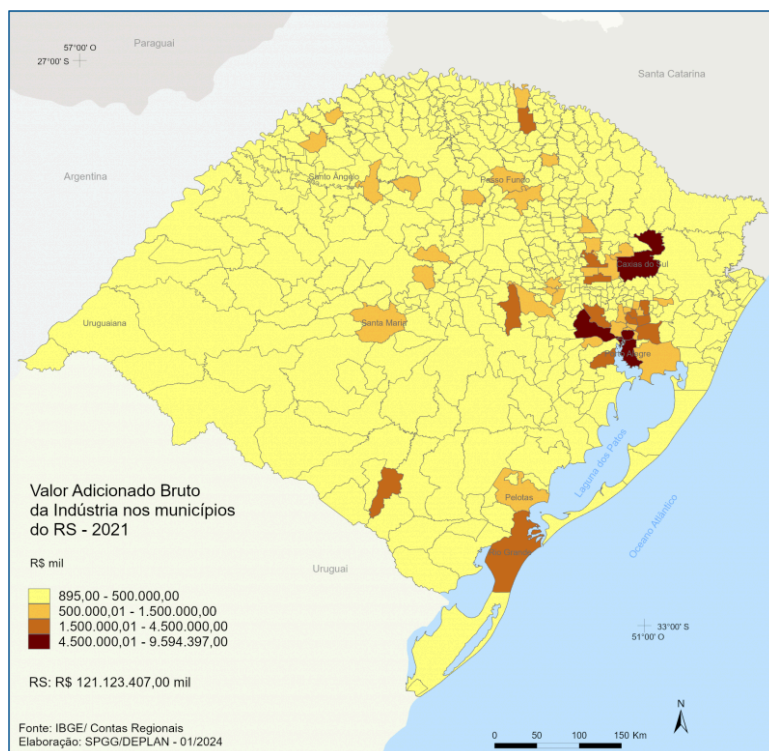 57°00' O
27°00' S
Paraguai
Santa Catarina
Argentina
Santo Ângelo
Passo Fundo
Caxias do Sul
Uruguaiana
Santa Maria
Porto Alegre
Laguna dos Patos
Pelotas
Rio Grande
Oceano Atlântico
Uruguai
Valor Adicionado Bruto
da Indústria nos municípios
do RS - 2021
R$ mil
895,00 - 500.000,00
500.000,01 - 1.500.000,00
1.500.000,01 - 4.500.000,00
4.500.000,01 - 9.594.397,00
RS: R$ 121.123.407,00 mil
33°00' S
51°00' O
Fonte: IBGE/ Contas Regionais
Elaboração: SPGG/DEPLAN - 01/2024
N
0 50 100 150 Km